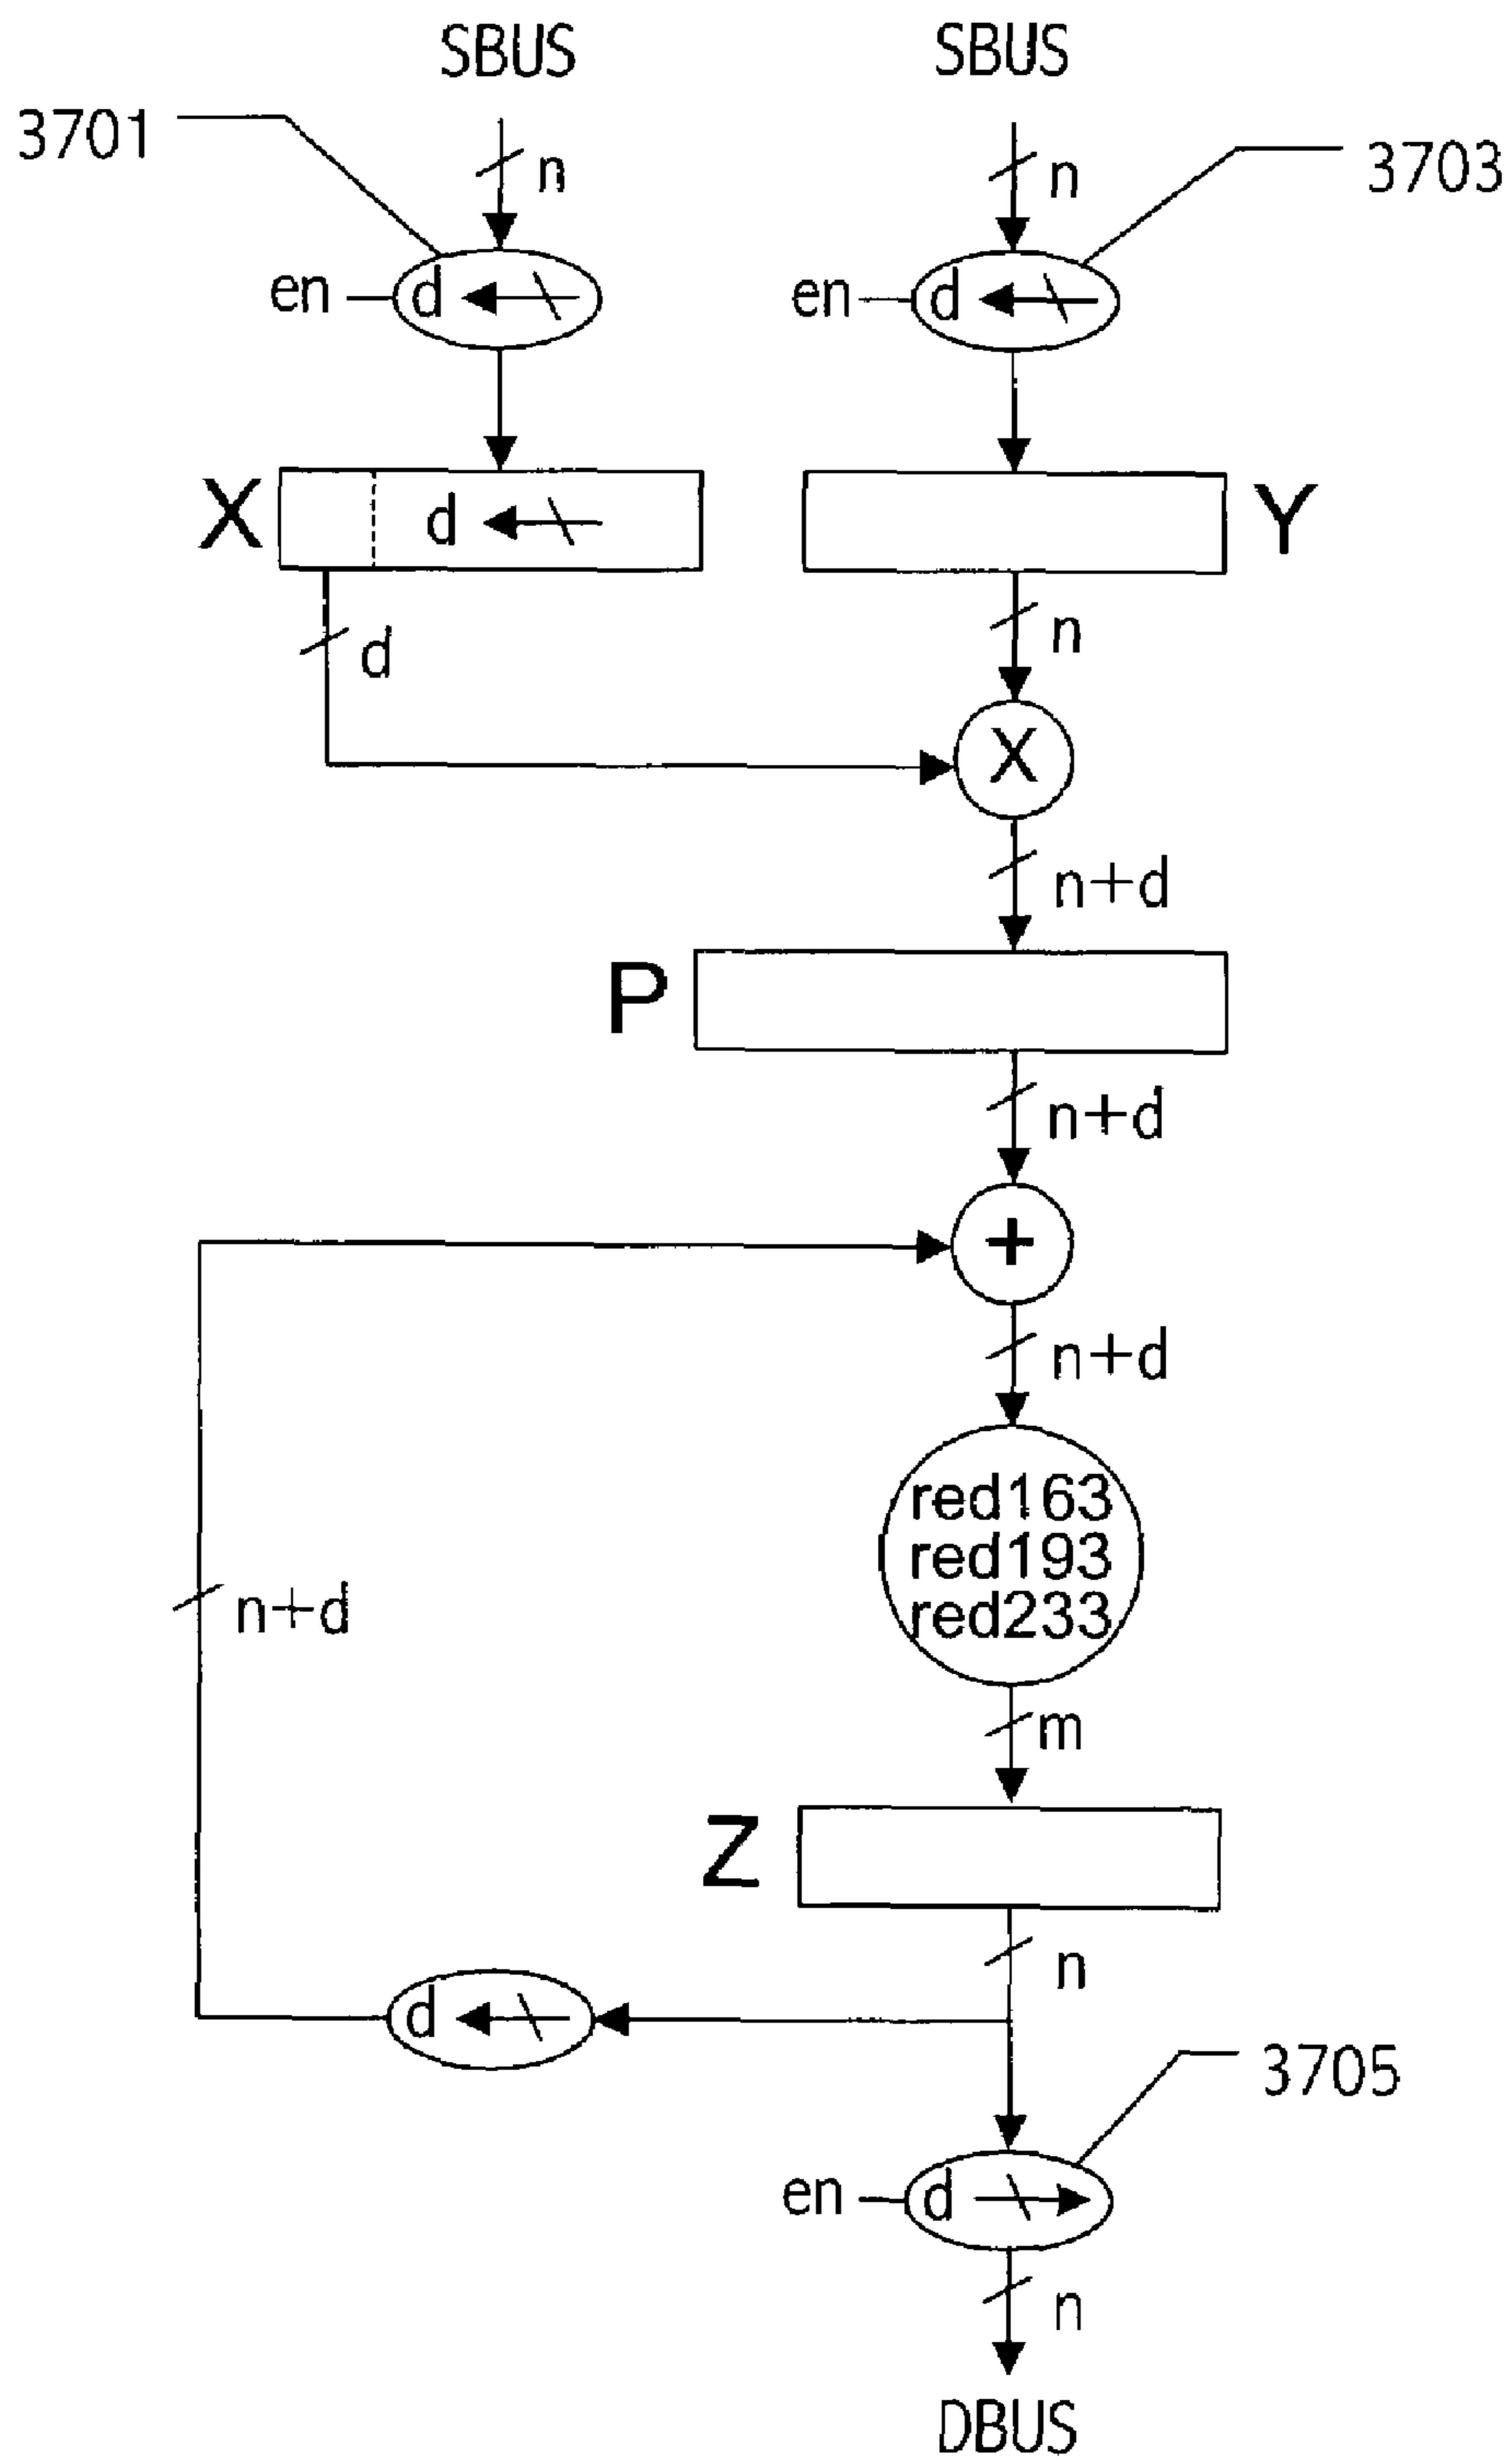 SBUS SBUS
3701 3703
n n
en d en d
X d Y
n
d
X
n+d
P
n+d
+
n+d
red163
red193
red233
n+d
m
Z
n
d
3705
en d
n
DBUS